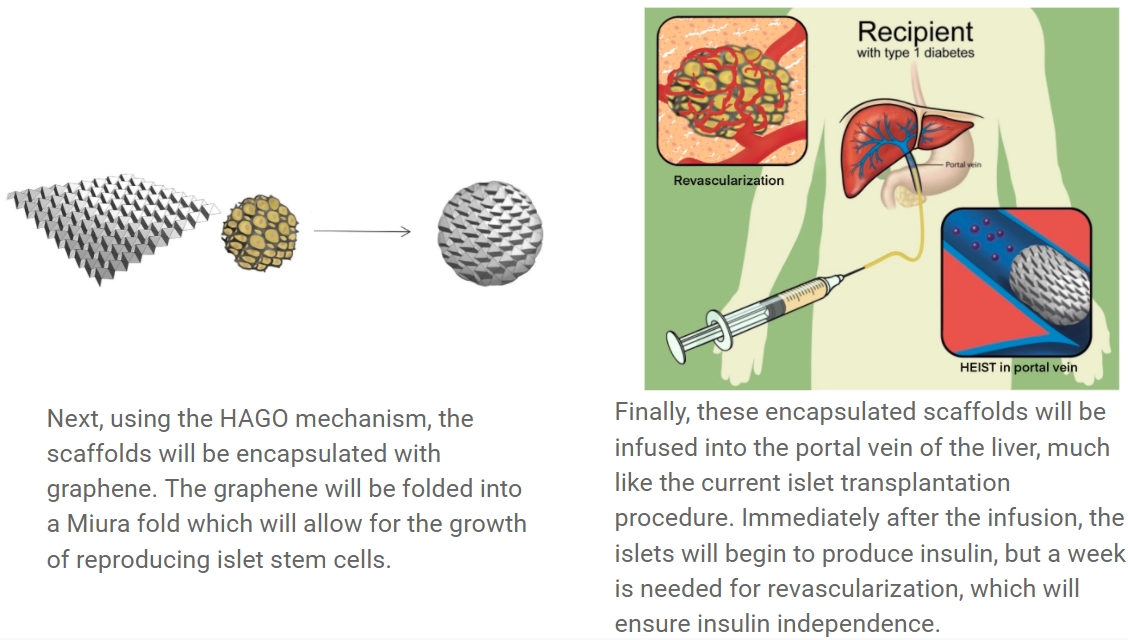 Recipient
with type 1 diabetes
Portal vein
Revascularization
HEIST in portal vein
Next, using the HAGO mechanism, the
scaffolds will be encapsulated with
graphene. The graphene will be folded into
a Miura fold which will allow for the growth
of reproducing islet stem cells.
Finally, these encapsulated scaffolds will be
infused into the portal vein of the liver, much
like the current islet transplantation
procedure. Immediately after the infusion, the
islets will begin to produce insulin, but a week
is needed for revascularization, which will
ensure insulin independence.